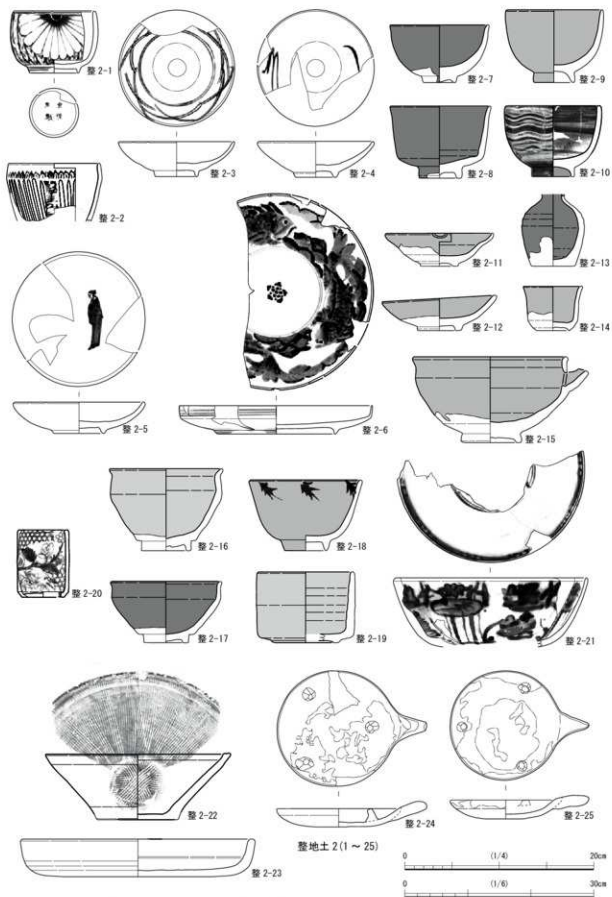 整 2-1
整 2-2
整 2-3
整 2-4
整 2-5
整 2-6
整 2-7
整 2-8
整 2-9
整 2-10
整 2-11
整 2-12
整 2-13
整 2-14
整 2-15
整 2-16
整 2-17
整 2-18
整 2-19
整 2-20
整 2-21
整 2-22
整 2-23
整 2-24
整 2-25
整地土 2(1 ~ 25)
0 (1/4) 20cm
0 (1/6) 30cm